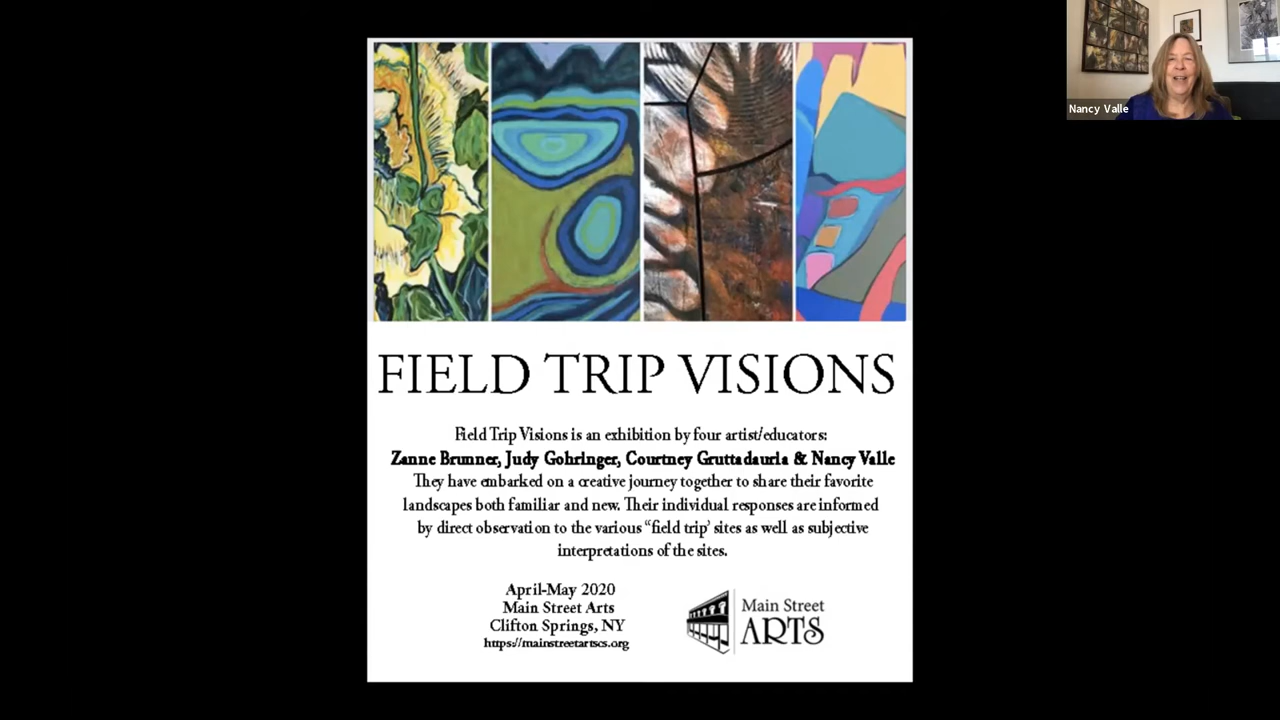 Nancy Valle
FIELD TRIP VISIONS
Field Trip Visions is an exhibition by four artist/educators:
Zanne Brunner, Judy Gohringer, Courtney Gruttadauria & Nancy Valle
They have embarked on a creative journey together to share their favorite
landscapes both familiar and new. Their individual responses are informed
by direct observation to the various “field trip’ sites as well as subjective
interpretations of the sites.
April-May 2020
Main Street Arts
Clifton Springs, NY
https://mainstreetartscs.org
Main Street
ARTS